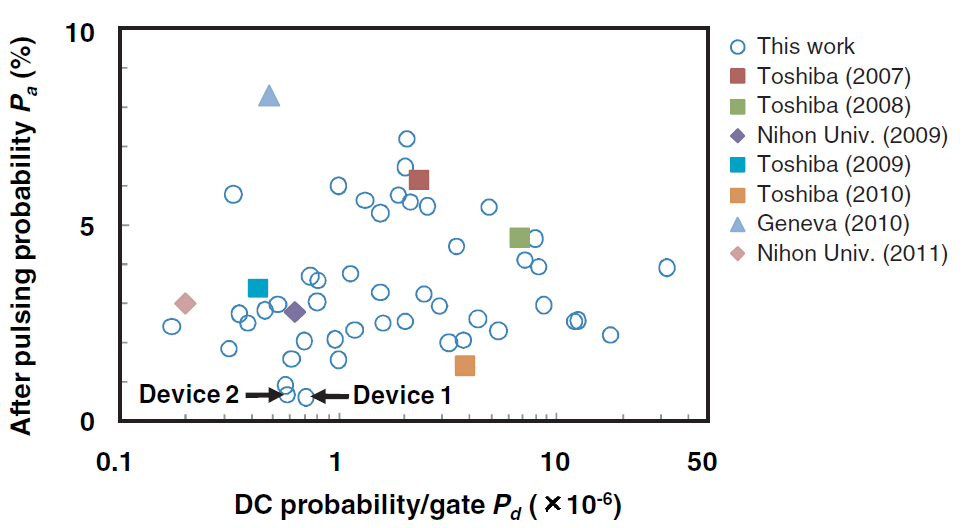 After pulsing probability Pₐ (%)
10
5
0
Device 2
Device 1
0.1
1
10
50
DC probability/gate P_d ( × 10⁻⁶)
This work
Toshiba (2007)
Toshiba (2008)
Nihon Univ. (2009)
Toshiba (2009)
Toshiba (2010)
Geneva (2010)
Nihon Univ. (2011)